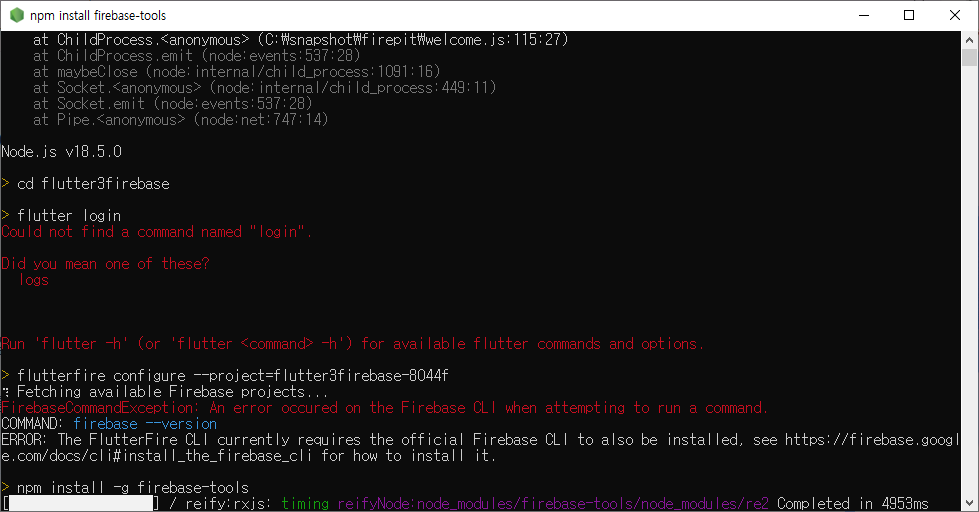 npm install firebase-tools
at ChildProcess.<anonymous> (C:₩snapshot₩firepit₩welcome.js:115:27)
at ChildProcess.emit (node:events:537:28)
at maybeClose (node:internal/child_process:1091:16)
at Socket.<anonymous> (node:internal/child_process:449:11)
at Socket.emit (node:events:537:28)
at Pipe.<anonymous> (node:net:747:14)
Node.js v18.5.0
> cd flutter3firebase
> flutter login
Could not find a command named "login".
Did you mean one of these?
logs
Run 'flutter -h' (or 'flutter <command> -h') for available flutter commands and options.
> flutterfire configure --project=flutter3firebase-8044f
⠹ Fetching available Firebase projects...
FirebaseCommandException: An error occured on the Firebase CLI when attempting to run a command.
COMMAND: firebase --version
ERROR: The FlutterFire CLI currently requires the official Firebase CLI to also be installed, see https://firebase.googl
e.com/docs/cli#install_the_firebase_cli for how to install it.
> npm install -g firebase-tools
[ ] / reify:rxjs: timing reifyNode:node_modules/firebase-tools/node_modules/re2 Completed in 4953ms